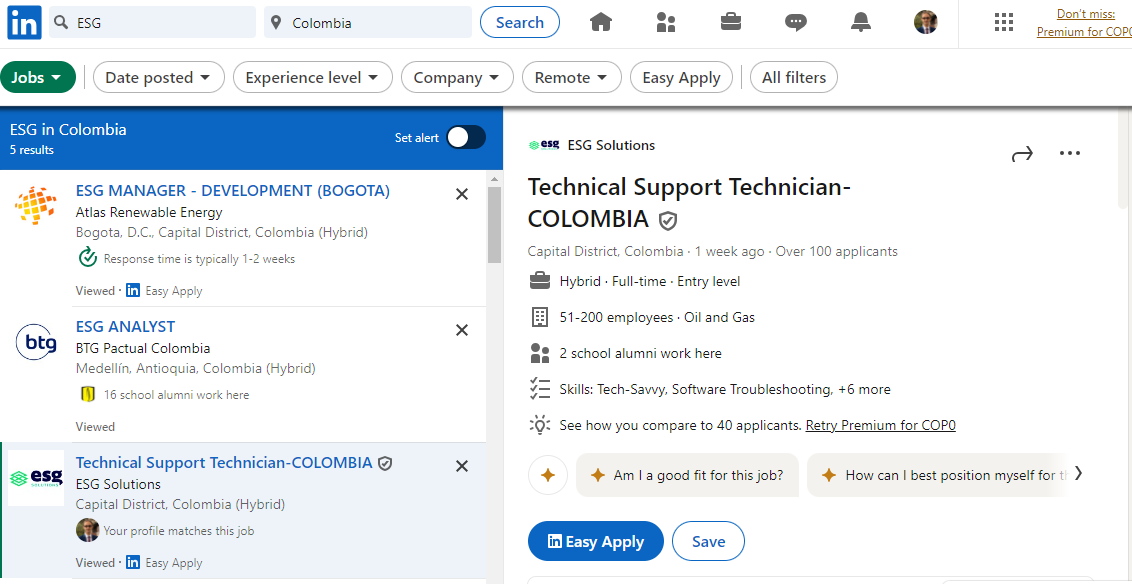 in
ESG
Colombia
Search
Don't miss:
Premium for COP0
Jobs
Date posted
Experience level
Company
Remote
Easy Apply
All filters
ESG in Colombia
5 results
Set alert
ESG MANAGER - DEVELOPMENT (BOGOTA)
Atlas Renewable Energy
Bogota, D.C., Capital District, Colombia (Hybrid)
Response time is typically 1-2 weeks
Viewed · in Easy Apply
btg
ESG ANALYST
BTG Pactual Colombia
Medellín, Antioquia, Colombia (Hybrid)
16 school alumni work here
Viewed
esg
Technical Support Technician-COLOMBIA
ESG Solutions
Capital District, Colombia (Hybrid)
Your profile matches this job
Viewed · in Easy Apply
esg ESG Solutions
Technical Support Technician-
COLOMBIA
Capital District, Colombia · 1 week ago · Over 100 applicants
Hybrid · Full-time · Entry level
51-200 employees · Oil and Gas
2 school alumni work here
Skills: Tech-Savvy, Software Troubleshooting, +6 more
See how you compare to 40 applicants. Retry Premium for COP0
Am I a good fit for this job?
How can I best position myself for
in Easy Apply
Save